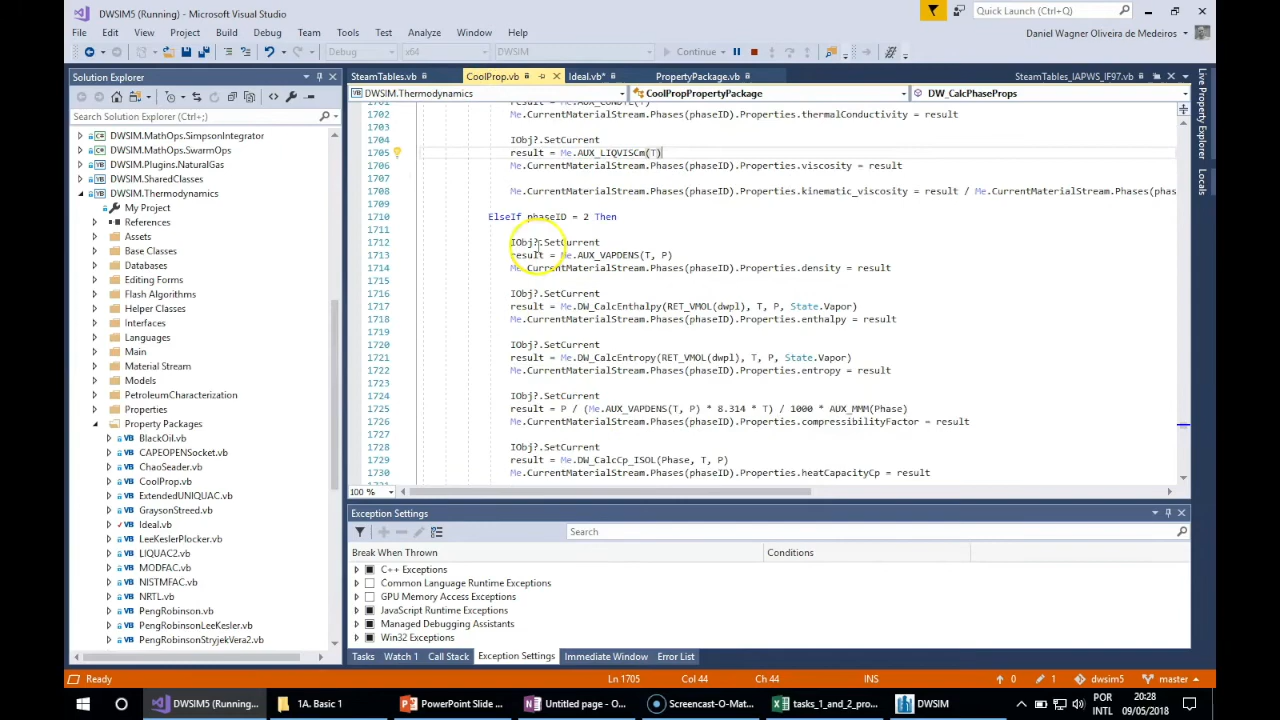 DWSIM5 (Running) - Microsoft Visual Studio
Quick Launch (Ctrl+Q)
File Edit View Project Build Debug Team Tools Test Analyze Window Help
Daniel Wagner Oliveira de Medeiros
Debug x64 DWSIM Continue
Solution Explorer
SteamTables.vb CoolProp.vb Ideal.vb* PropertyPackage.vb SteamTables_IAPWS_IF97.vb
DWSIM.Thermodynamics CoolPropPropertyPackage DW_CalcPhaseProps
Search Solution Explorer (Ctrl+;)
Live Property Explorer
Locals
DWSIM.MathOps.SimpsonIntegrator
DWSIM.MathOps.SwarmOps
DWSIM.Plugins.NaturalGas
DWSIM.SharedClasses
DWSIM.Thermodynamics
My Project
References
Assets
Base Classes
Databases
Editing Forms
Flash Algorithms
Helper Classes
Interfaces
Languages
Main
Material Stream
Models
PetroleumCharacterization
Properties
Property Packages
BlackOil.vb
CAPEOPENSocket.vb
ChaoSeader.vb
CoolProp.vb
ExtendedUNIQUAC.vb
GraysonStreed.vb
Ideal.vb
LeeKeslerPlocker.vb
LIQUAC2.vb
MODFAC.vb
NISTMFAC.vb
NRTL.vb
PengRobinson.vb
PengRobinsonLeeKesler.vb
PengRobinsonStryjekVera2.vb
1701 result = Me.AUX_CONDTL(T)
1702 Me.CurrentMaterialStream.Phases(phaseID).Properties.thermalConductivity = result
1703
1704 IObj?.SetCurrent
1705 result = Me.AUX_LIQVISCm(T)
1706 Me.CurrentMaterialStream.Phases(phaseID).Properties.viscosity = result
1707
1708 Me.CurrentMaterialStream.Phases(phaseID).Properties.kinematic_viscosity = result / Me.CurrentMaterialStream.Phases(phas
1709
1710 ElseIf phaseID = 2 Then
1711
1712 IObj?.SetCurrent
1713 result = Me.AUX_VAPDENS(T, P)
1714 Me.CurrentMaterialStream.Phases(phaseID).Properties.density = result
1715
1716 IObj?.SetCurrent
1717 result = Me.DW_CalcEnthalpy(RET_VMOL(dwpl), T, P, State.Vapor)
1718 Me.CurrentMaterialStream.Phases(phaseID).Properties.enthalpy = result
1719
1720 IObj?.SetCurrent
1721 result = Me.DW_CalcEntropy(RET_VMOL(dwpl), T, P, State.Vapor)
1722 Me.CurrentMaterialStream.Phases(phaseID).Properties.entropy = result
1723
1724 IObj?.SetCurrent
1725 result = P / (Me.AUX_VAPDENS(T, P) * 8.314 * T) / 1000 * AUX_MMM(Phase)
1726 Me.CurrentMaterialStream.Phases(phaseID).Properties.compressibilityFactor = result
1727
1728 IObj?.SetCurrent
1729 result = Me.DW_CalcCp_ISOL(Phase, T, P)
1730 Me.CurrentMaterialStream.Phases(phaseID).Properties.heatCapacityCp = result
100 %
Exception Settings
Search
Break When Thrown Conditions
C++ Exceptions
Common Language Runtime Exceptions
GPU Memory Access Exceptions
JavaScript Runtime Exceptions
Managed Debugging Assistants
Win32 Exceptions
Tasks Watch 1 Call Stack Exception Settings Immediate Window Error List
Ready Ln 1705 Col 44 Ch 44 INS 0 1 dwsim5 master
DWSIM5 (Running... 1A. Basic 1 PowerPoint Slide ... Untitled page - O... Screencast-O-Mat... tasks_1_and_2_pro... DWSIM
POR
INTL
20:28
09/05/2018